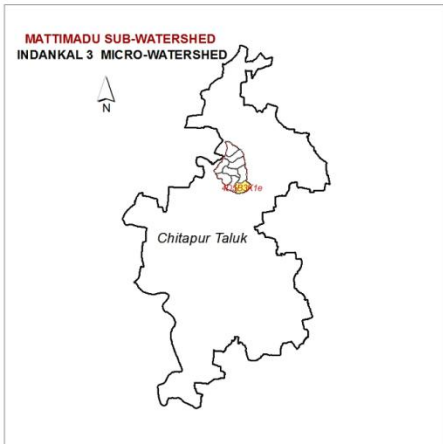 MATTIMADU SUB-WATERSHED
INDANKAL 3 MICRO-WATERSHED
N
Chitapur Taluk